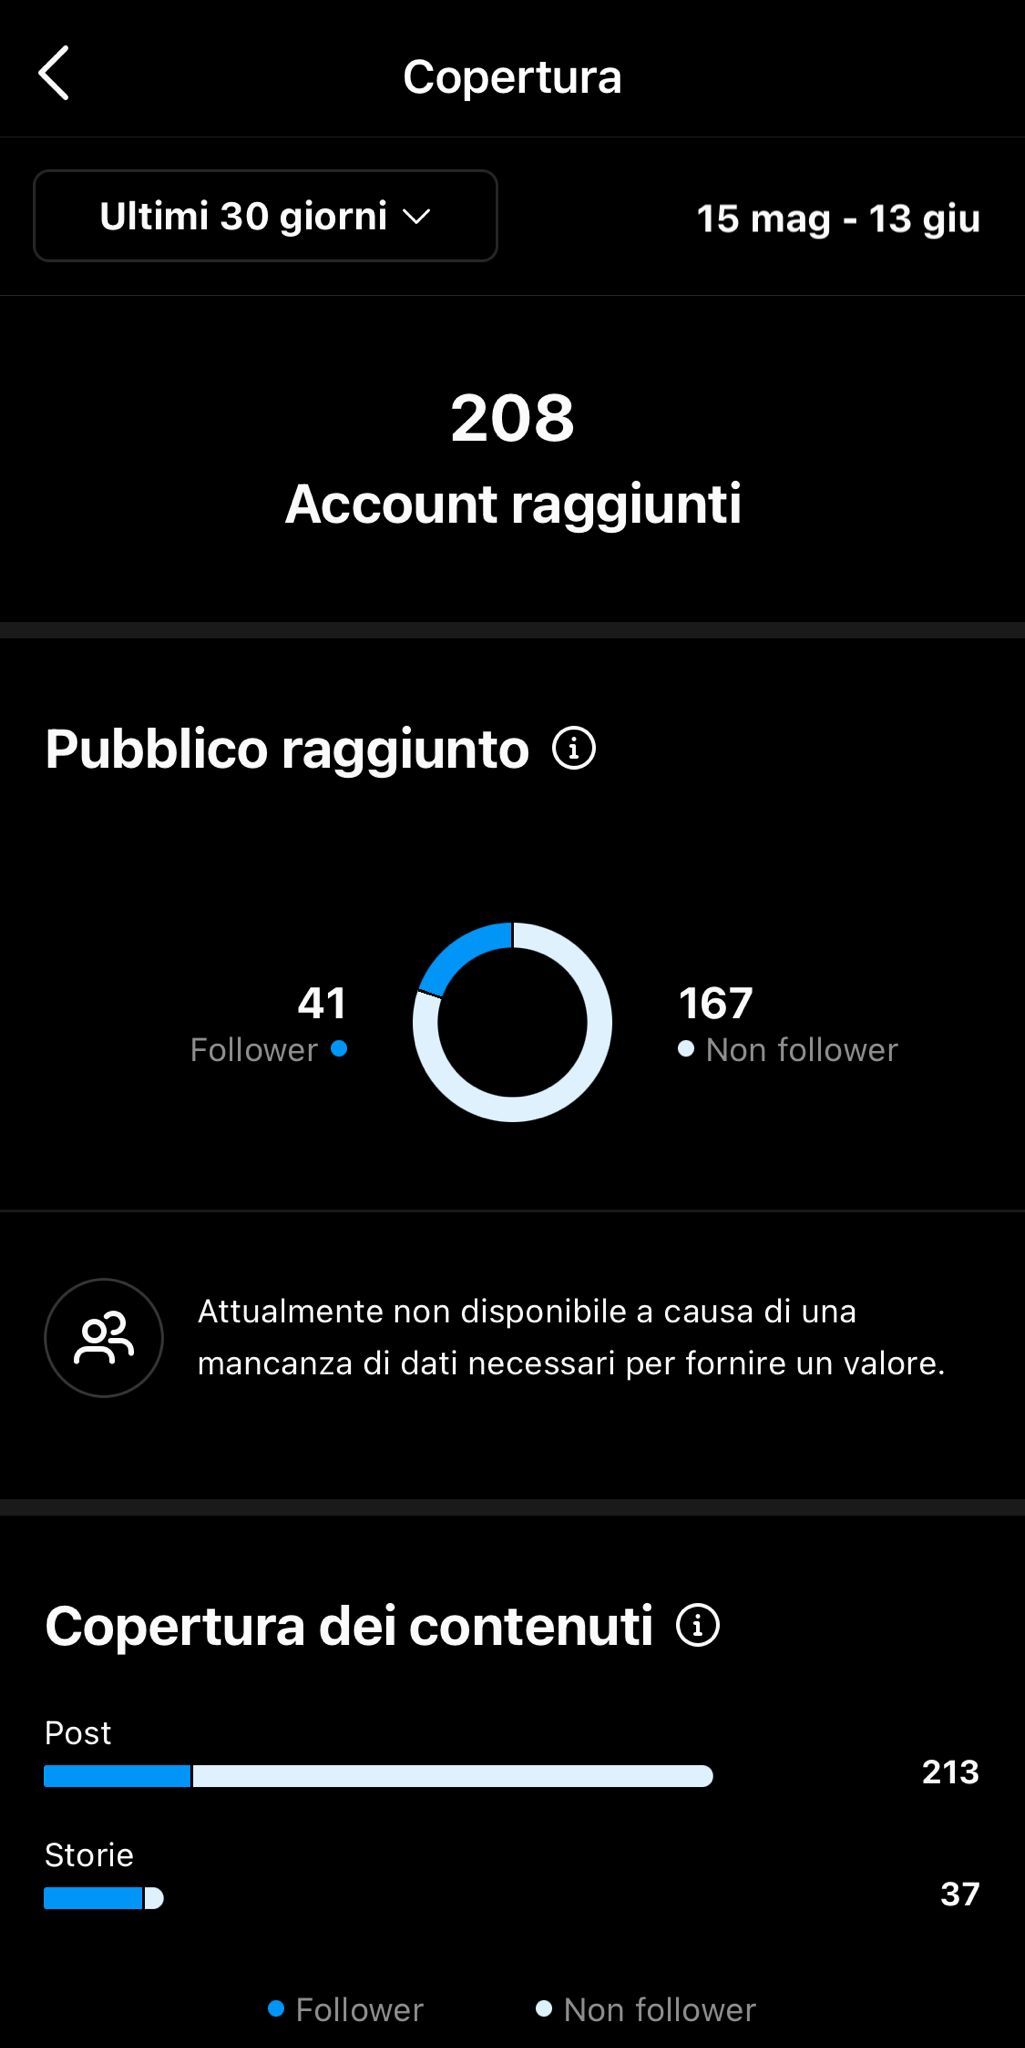 Copertura
Ultimi 30 giorni
15 mag - 13 giu
208
Account raggiunti
Pubblico raggiunto
41
Follower
167
Non follower
Attualmente non disponibile a causa di una
mancanza di dati necessari per fornire un valore.
Copertura dei contenuti
Post
213
Storie
37
Follower
Non follower